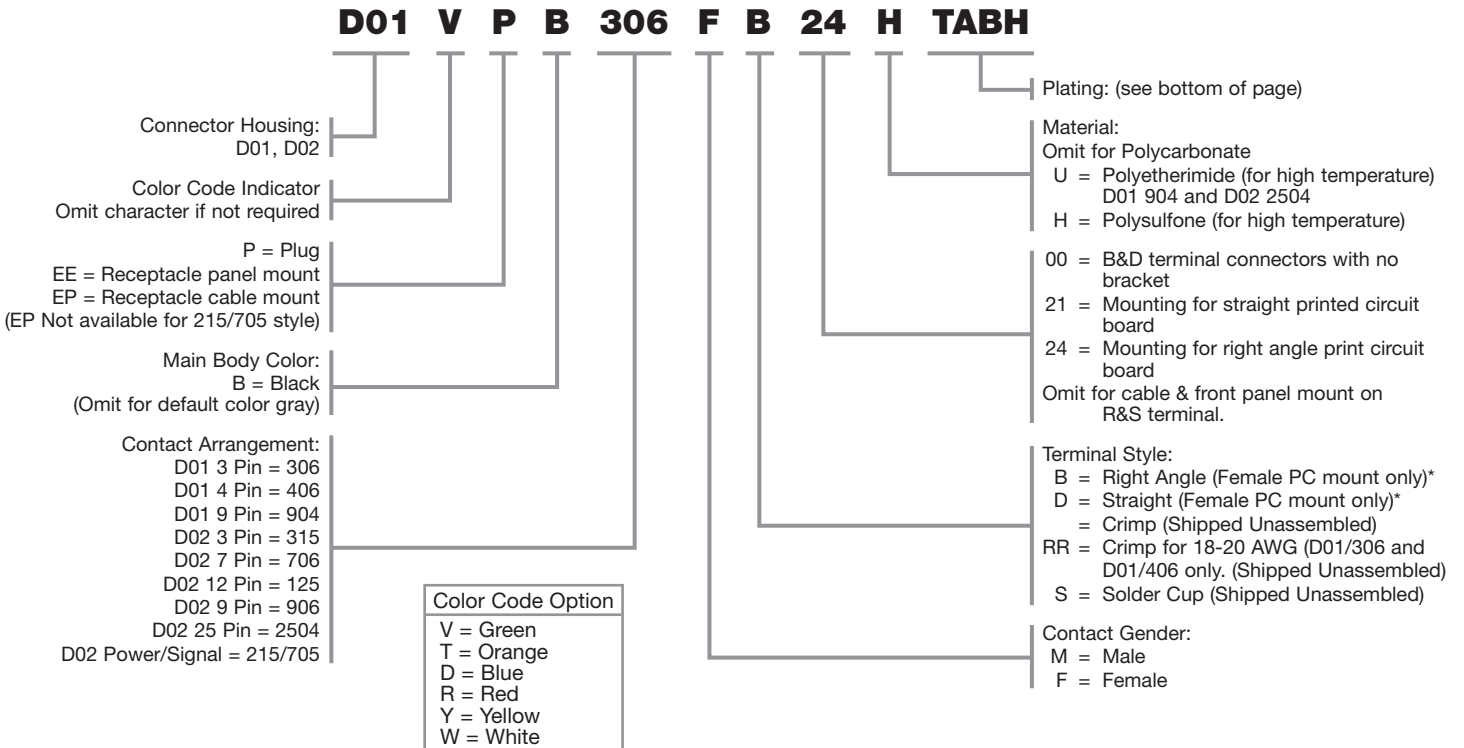 D01 V P B 306 F B 24 H TABH
Connector Housing:
D01, D02
Color Code Indicator
Omit character if not required
P = Plug
EE = Receptacle panel mount
EP = Receptacle cable mount
(EP Not available for 215/705 style)
Main Body Color:
B = Black
(Omit for default color gray)
Contact Arrangement:
D01 3 Pin = 306
D01 4 Pin = 406
D01 9 Pin = 904
D02 3 Pin = 315
D02 7 Pin = 706
D02 12 Pin = 125
D02 9 Pin = 906
D02 25 Pin = 2504
D02 Power/Signal = 215/705
Color Code Option
V = Green
T = Orange
D = Blue
R = Red
Y = Yellow
W = White
Plating: (see bottom of page)
Material:
Omit for Polycarbonate
U = Polyetherimide (for high temperature)
D01 904 and D02 2504
H = Polysulfone (for high temperature)
00 = B&D terminal connectors with no
bracket
21 = Mounting for straight printed circuit
board
24 = Mounting for right angle print circuit
board
Omit for cable & front panel mount on
R&S terminal.
Terminal Style:
B = Right Angle (Female PC mount only)*
D = Straight (Female PC mount only)*
= Crimp (Shipped Unassembled)
RR = Crimp for 18-20 AWG (D01/306 and
D01/406 only. (Shipped Unassembled)
S = Solder Cup (Shipped Unassembled)
Contact Gender:
M = Male
F = Female